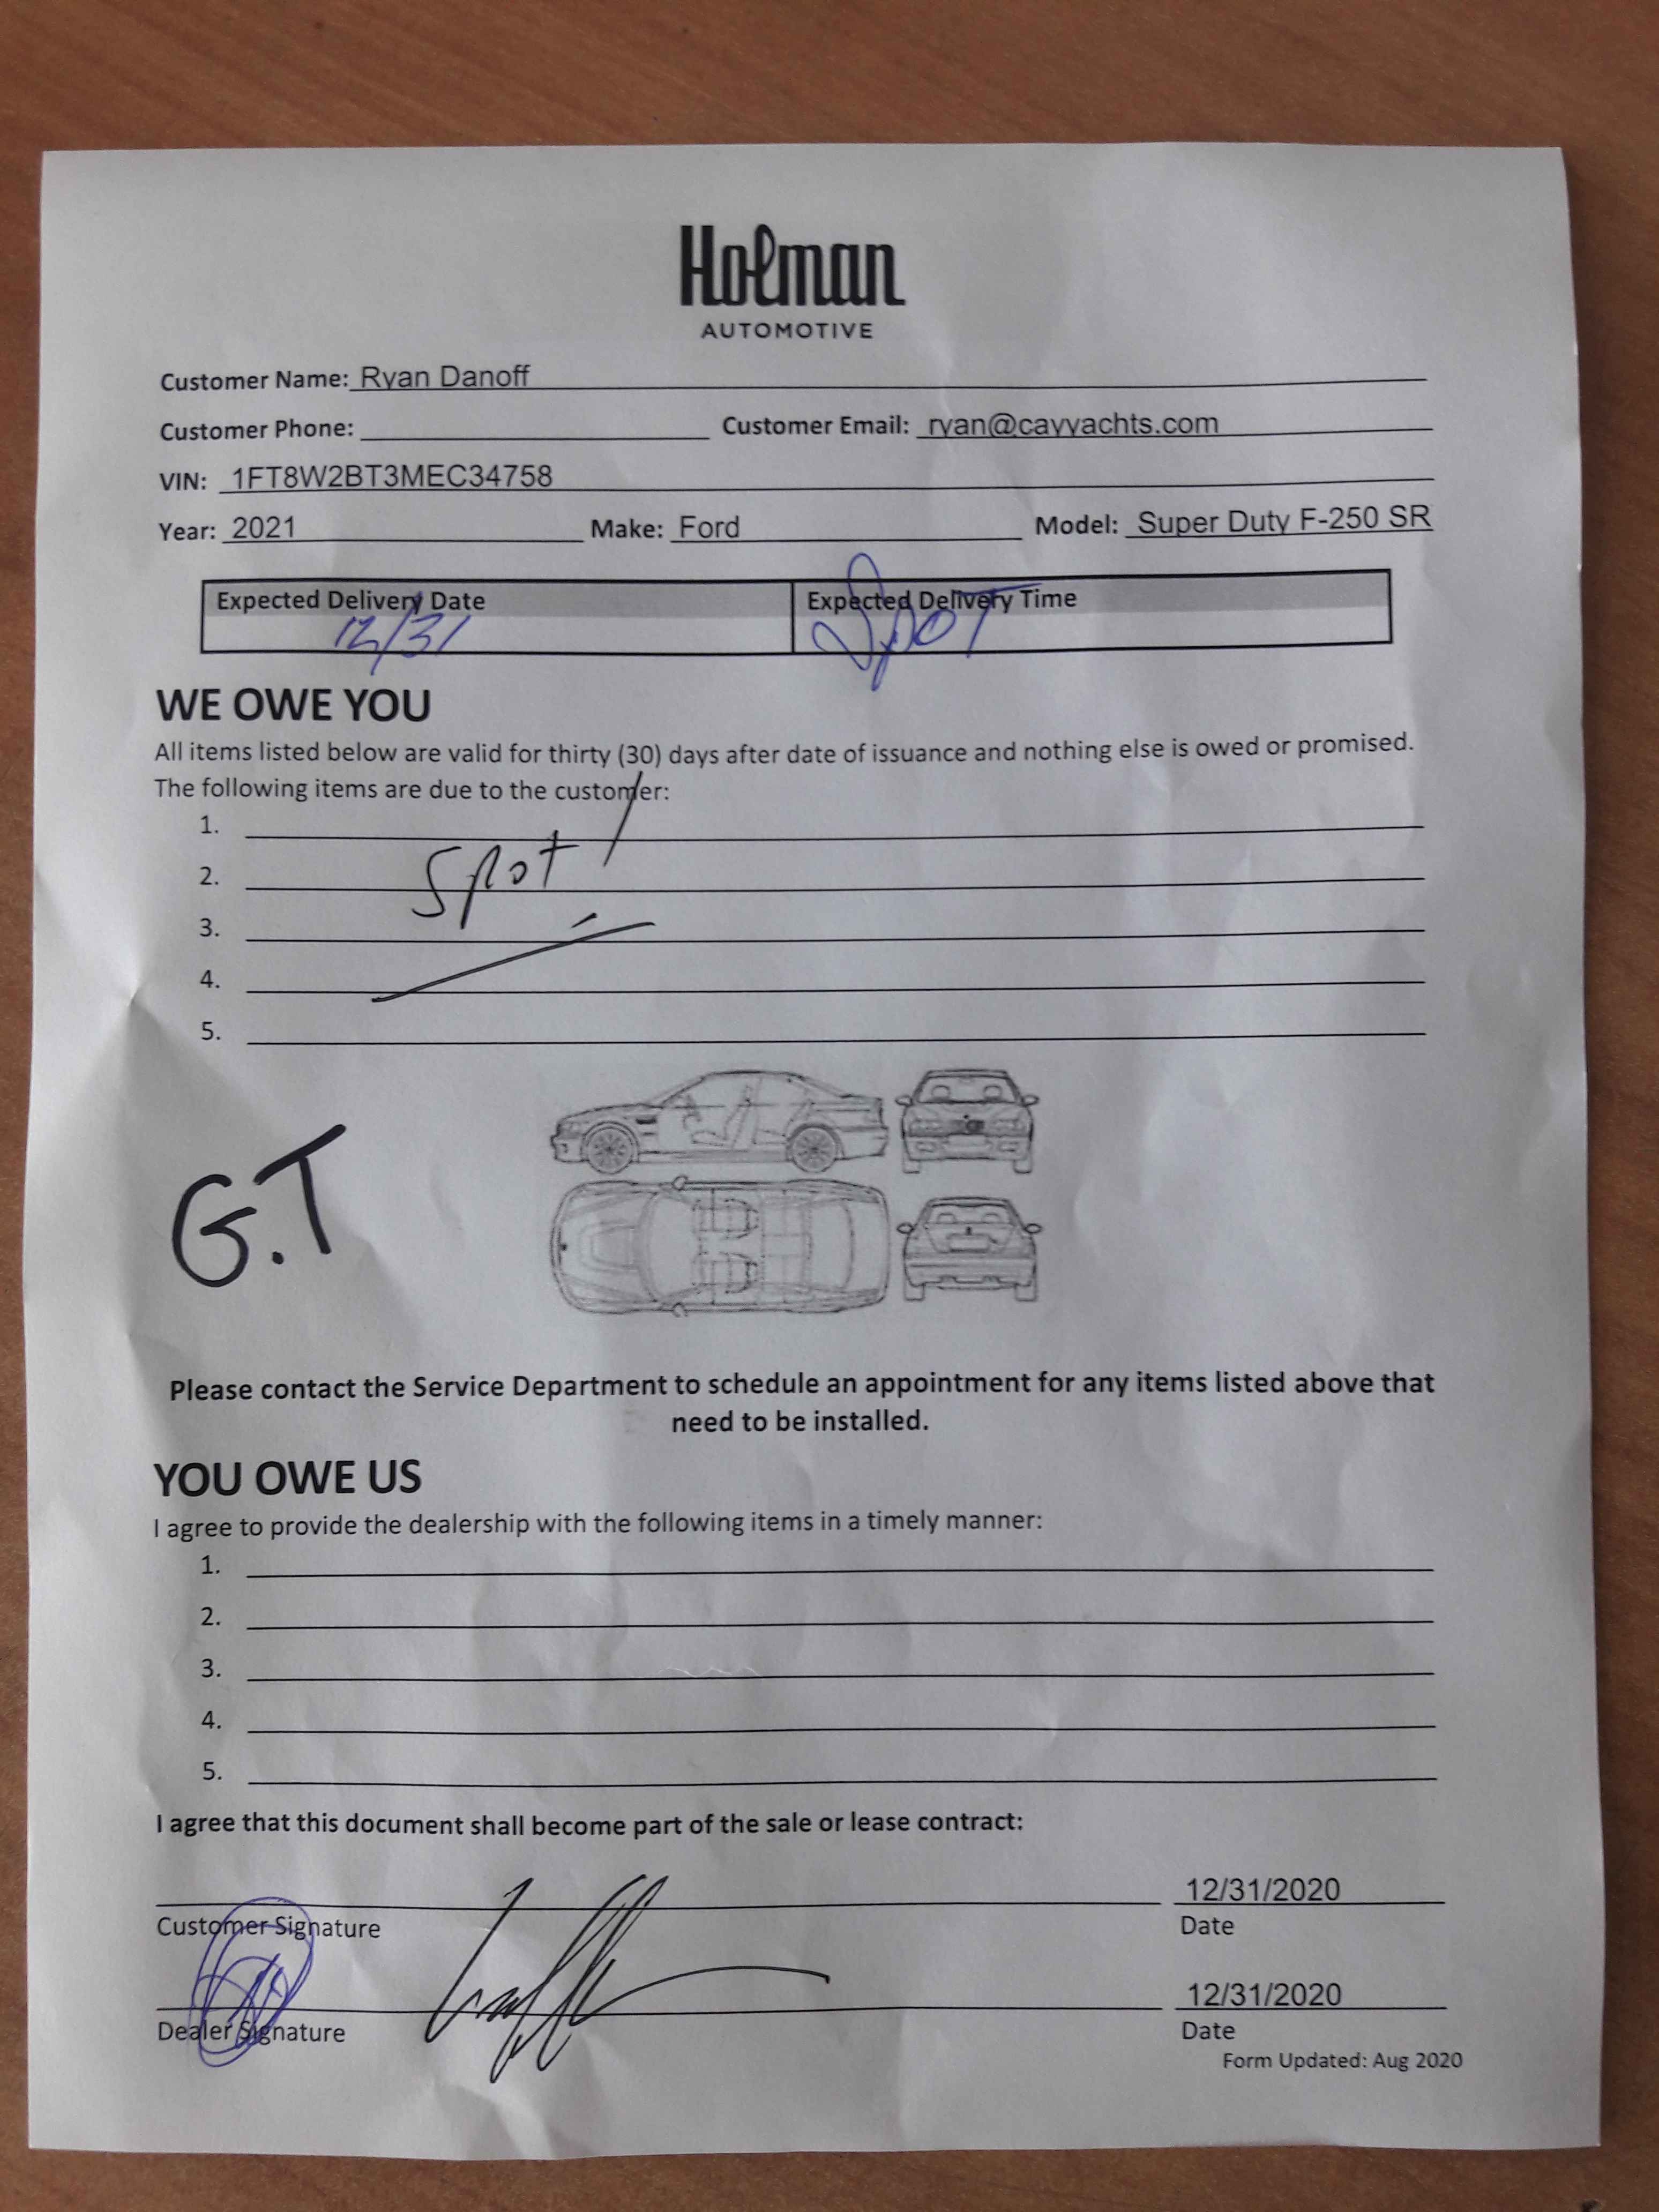 Holman
AUTOMOTIVE
Customer Name: Ryan Danoff
Customer Phone: Customer Email: ryan@cayyachts.com
VIN: 1FT8W2BT3MEC34758
Year: 2021 Make: Ford Model: Super Duty F-250 SR
Expected Delivery Date Expected Delivery Time
12/31 Spot
WE OWE YOU
All items listed below are valid for thirty (30) days after date of issuance and nothing else is owed or promised.
The following items are due to the customer:
1.
2. Spot
3.
4.
5.
G.T
Please contact the Service Department to schedule an appointment for any items listed above that
need to be installed.
YOU OWE US
I agree to provide the dealership with the following items in a timely manner:
1.
2.
3.
4.
5.
I agree that this document shall become part of the sale or lease contract:
12/31/2020
Customer Signature Date
12/31/2020
Dealer Signature Date
Form Updated: Aug 2020